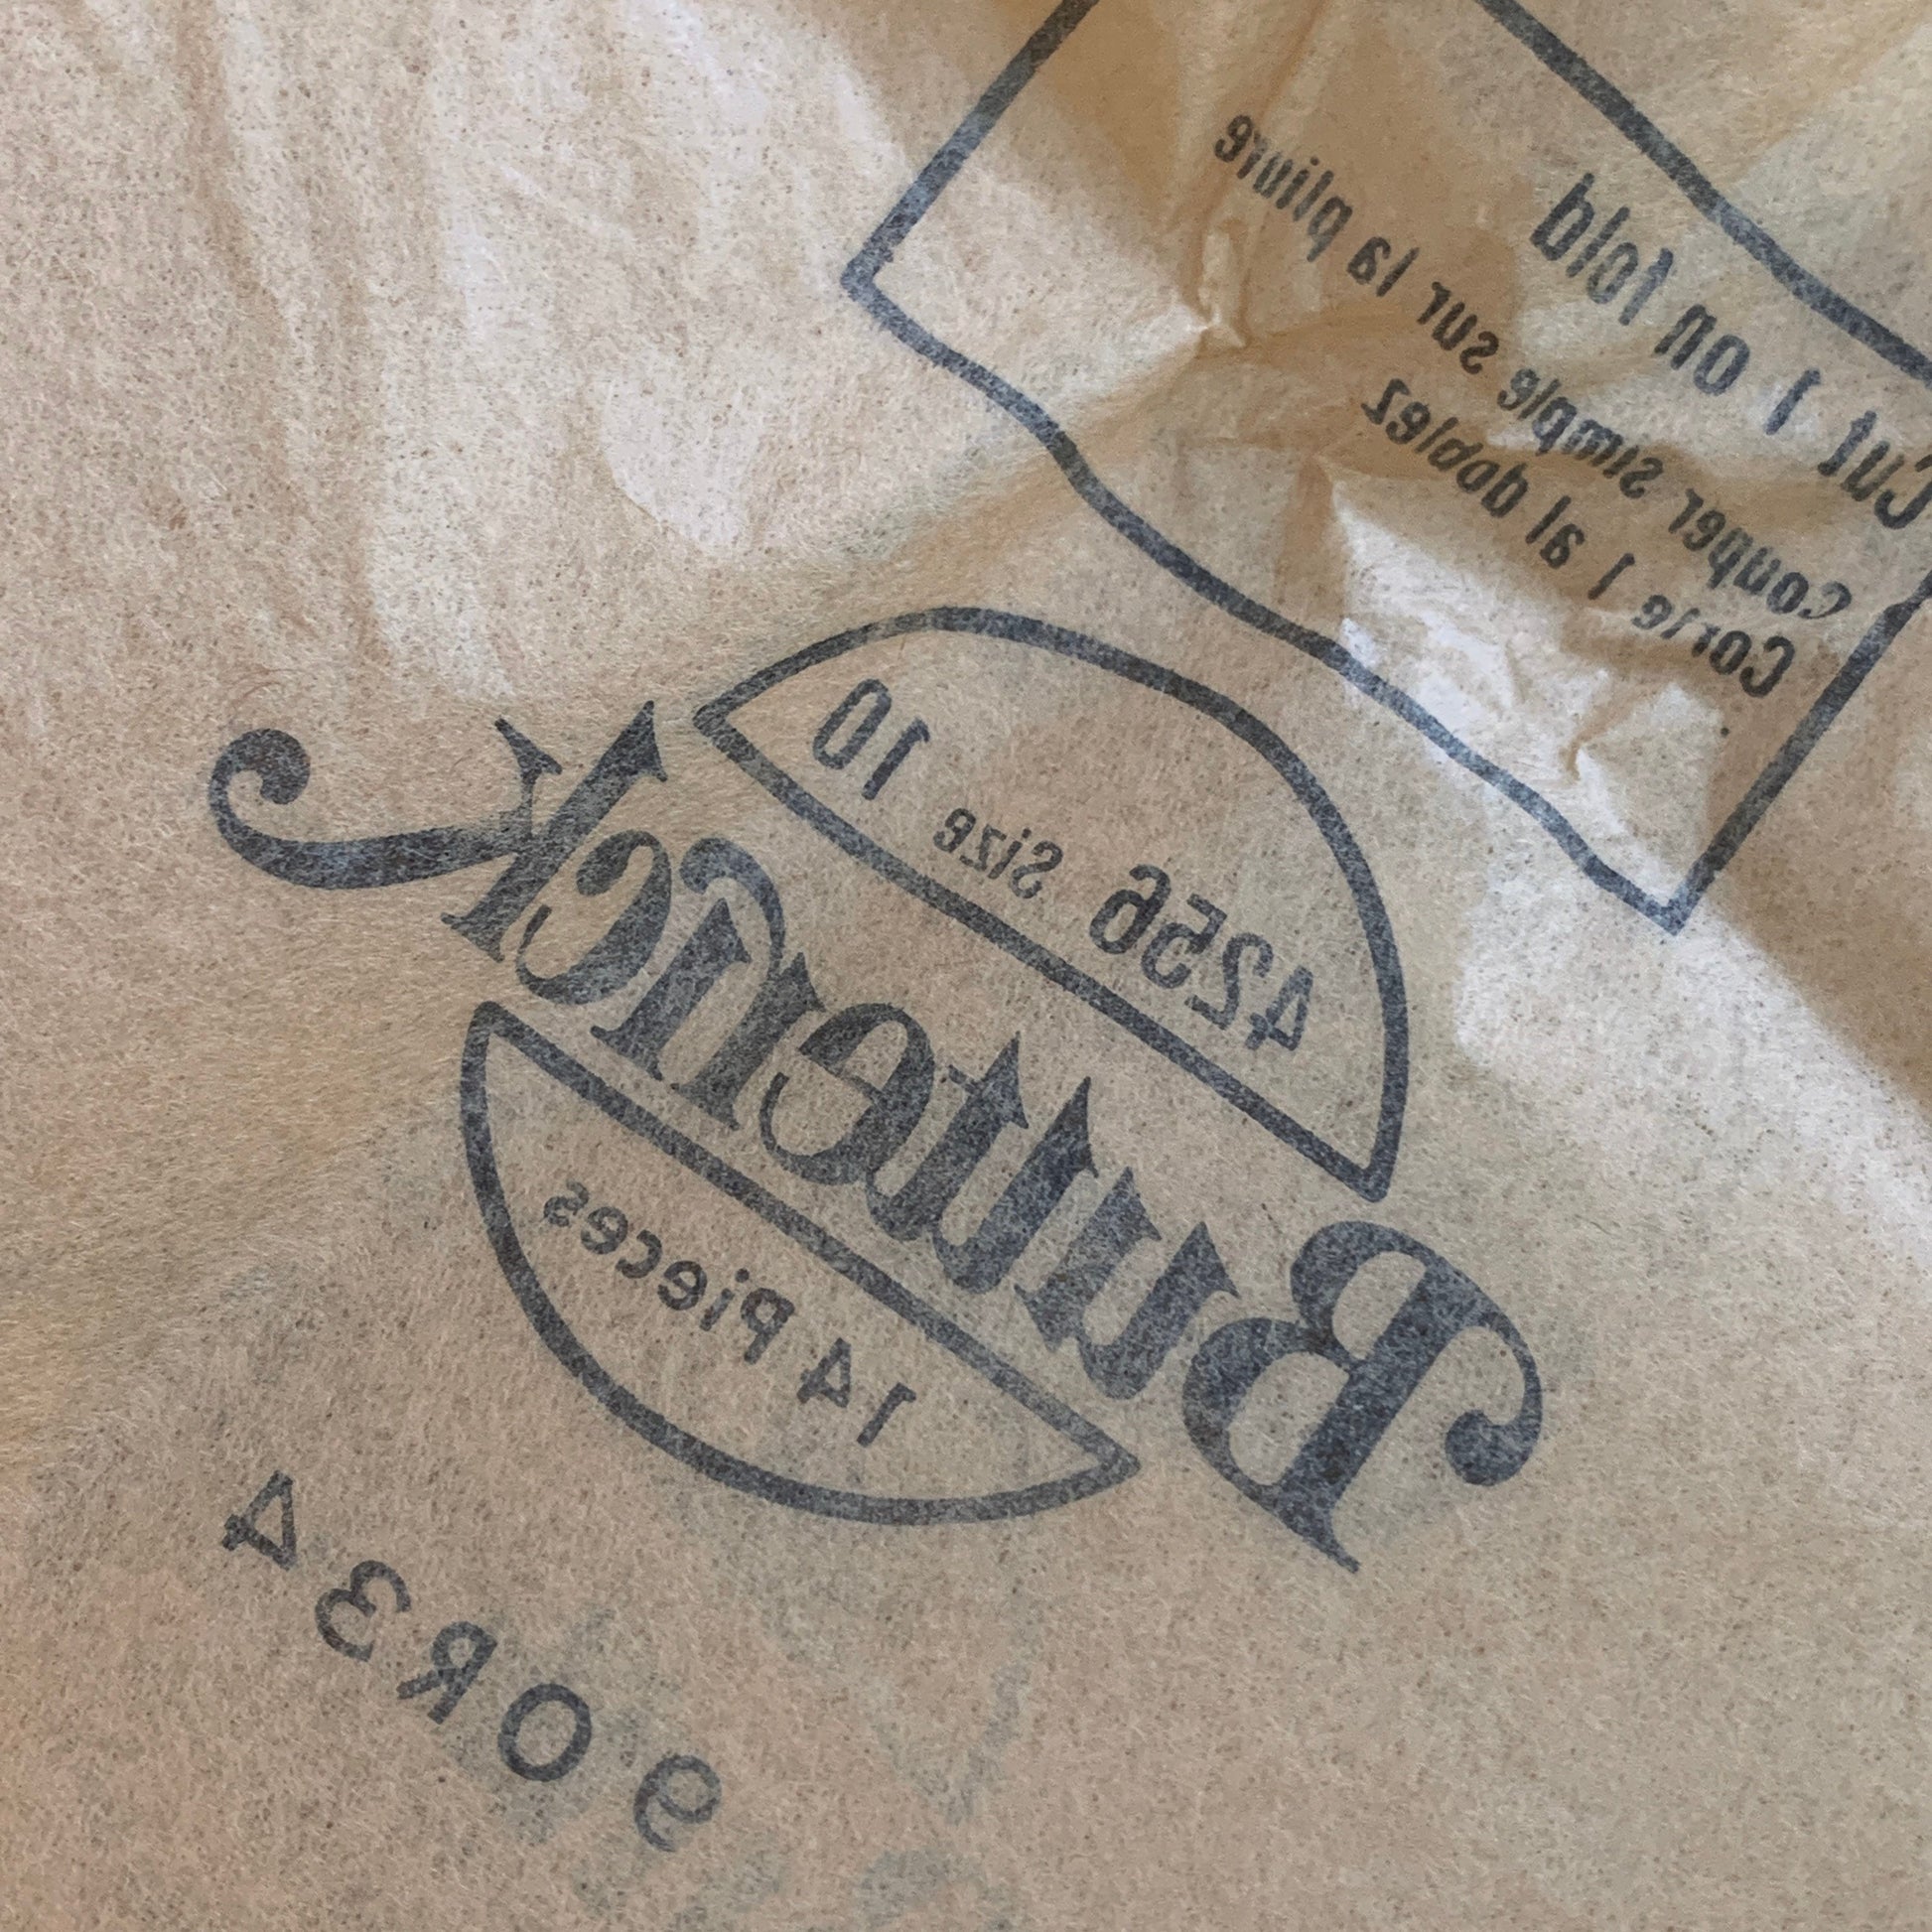 Cut 1 on fold
Couper simple sur la pliure
Corte 1 al doblez
4256 Size 10
Butterick
14 Pieces
90R34